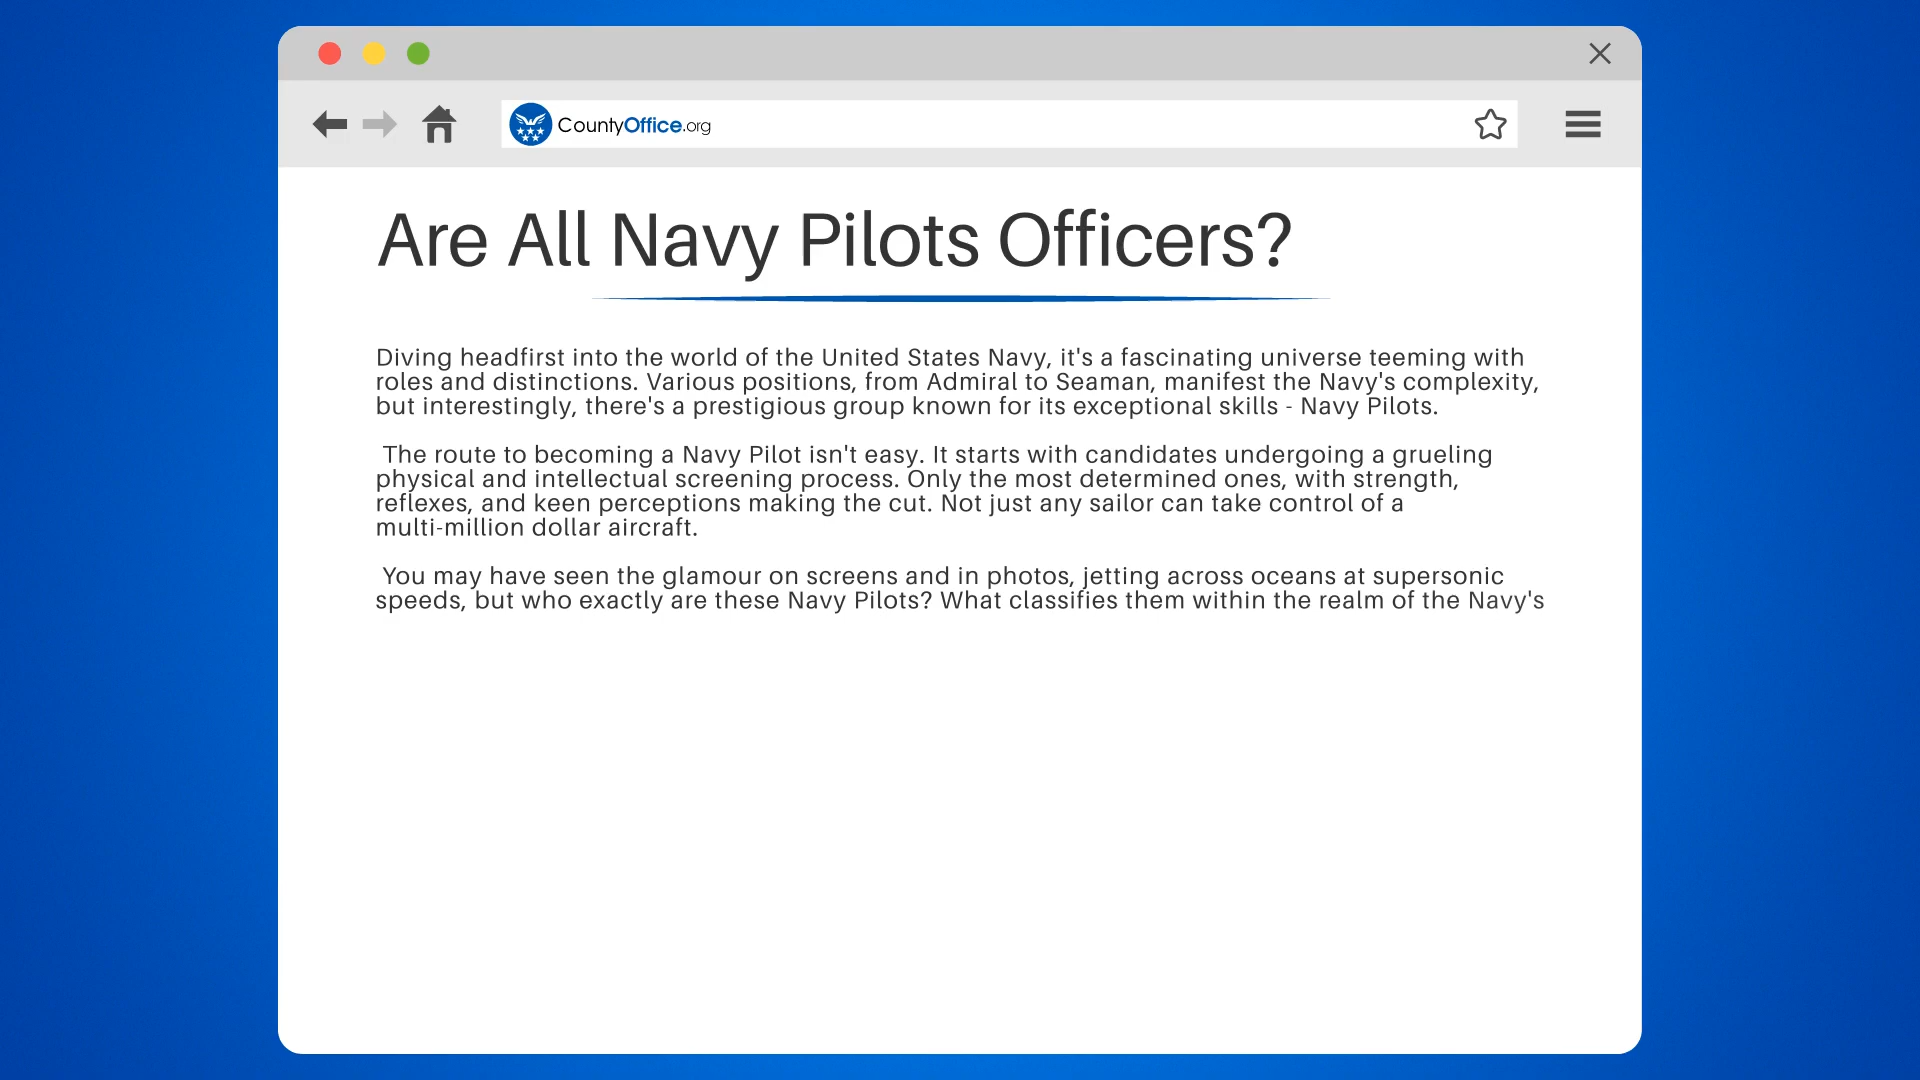 CountyOffice.org
Are All Navy Pilots Officers?
Diving headfirst into the world of the United States Navy, it's a fascinating universe teeming with
roles and distinctions. Various positions, from Admiral to Seaman, manifest the Navy's complexity,
but interestingly, there's a prestigious group known for its exceptional skills - Navy Pilots.
The route to becoming a Navy Pilot isn't easy. It starts with candidates undergoing a grueling
physical and intellectual screening process. Only the most determined ones, with strength,
reflexes, and keen perceptions making the cut. Not just any sailor can take control of a
multi-million dollar aircraft.
You may have seen the glamour on screens and in photos, jetting across oceans at supersonic
speeds, but who exactly are these Navy Pilots? What classifies them within the realm of the Navy's